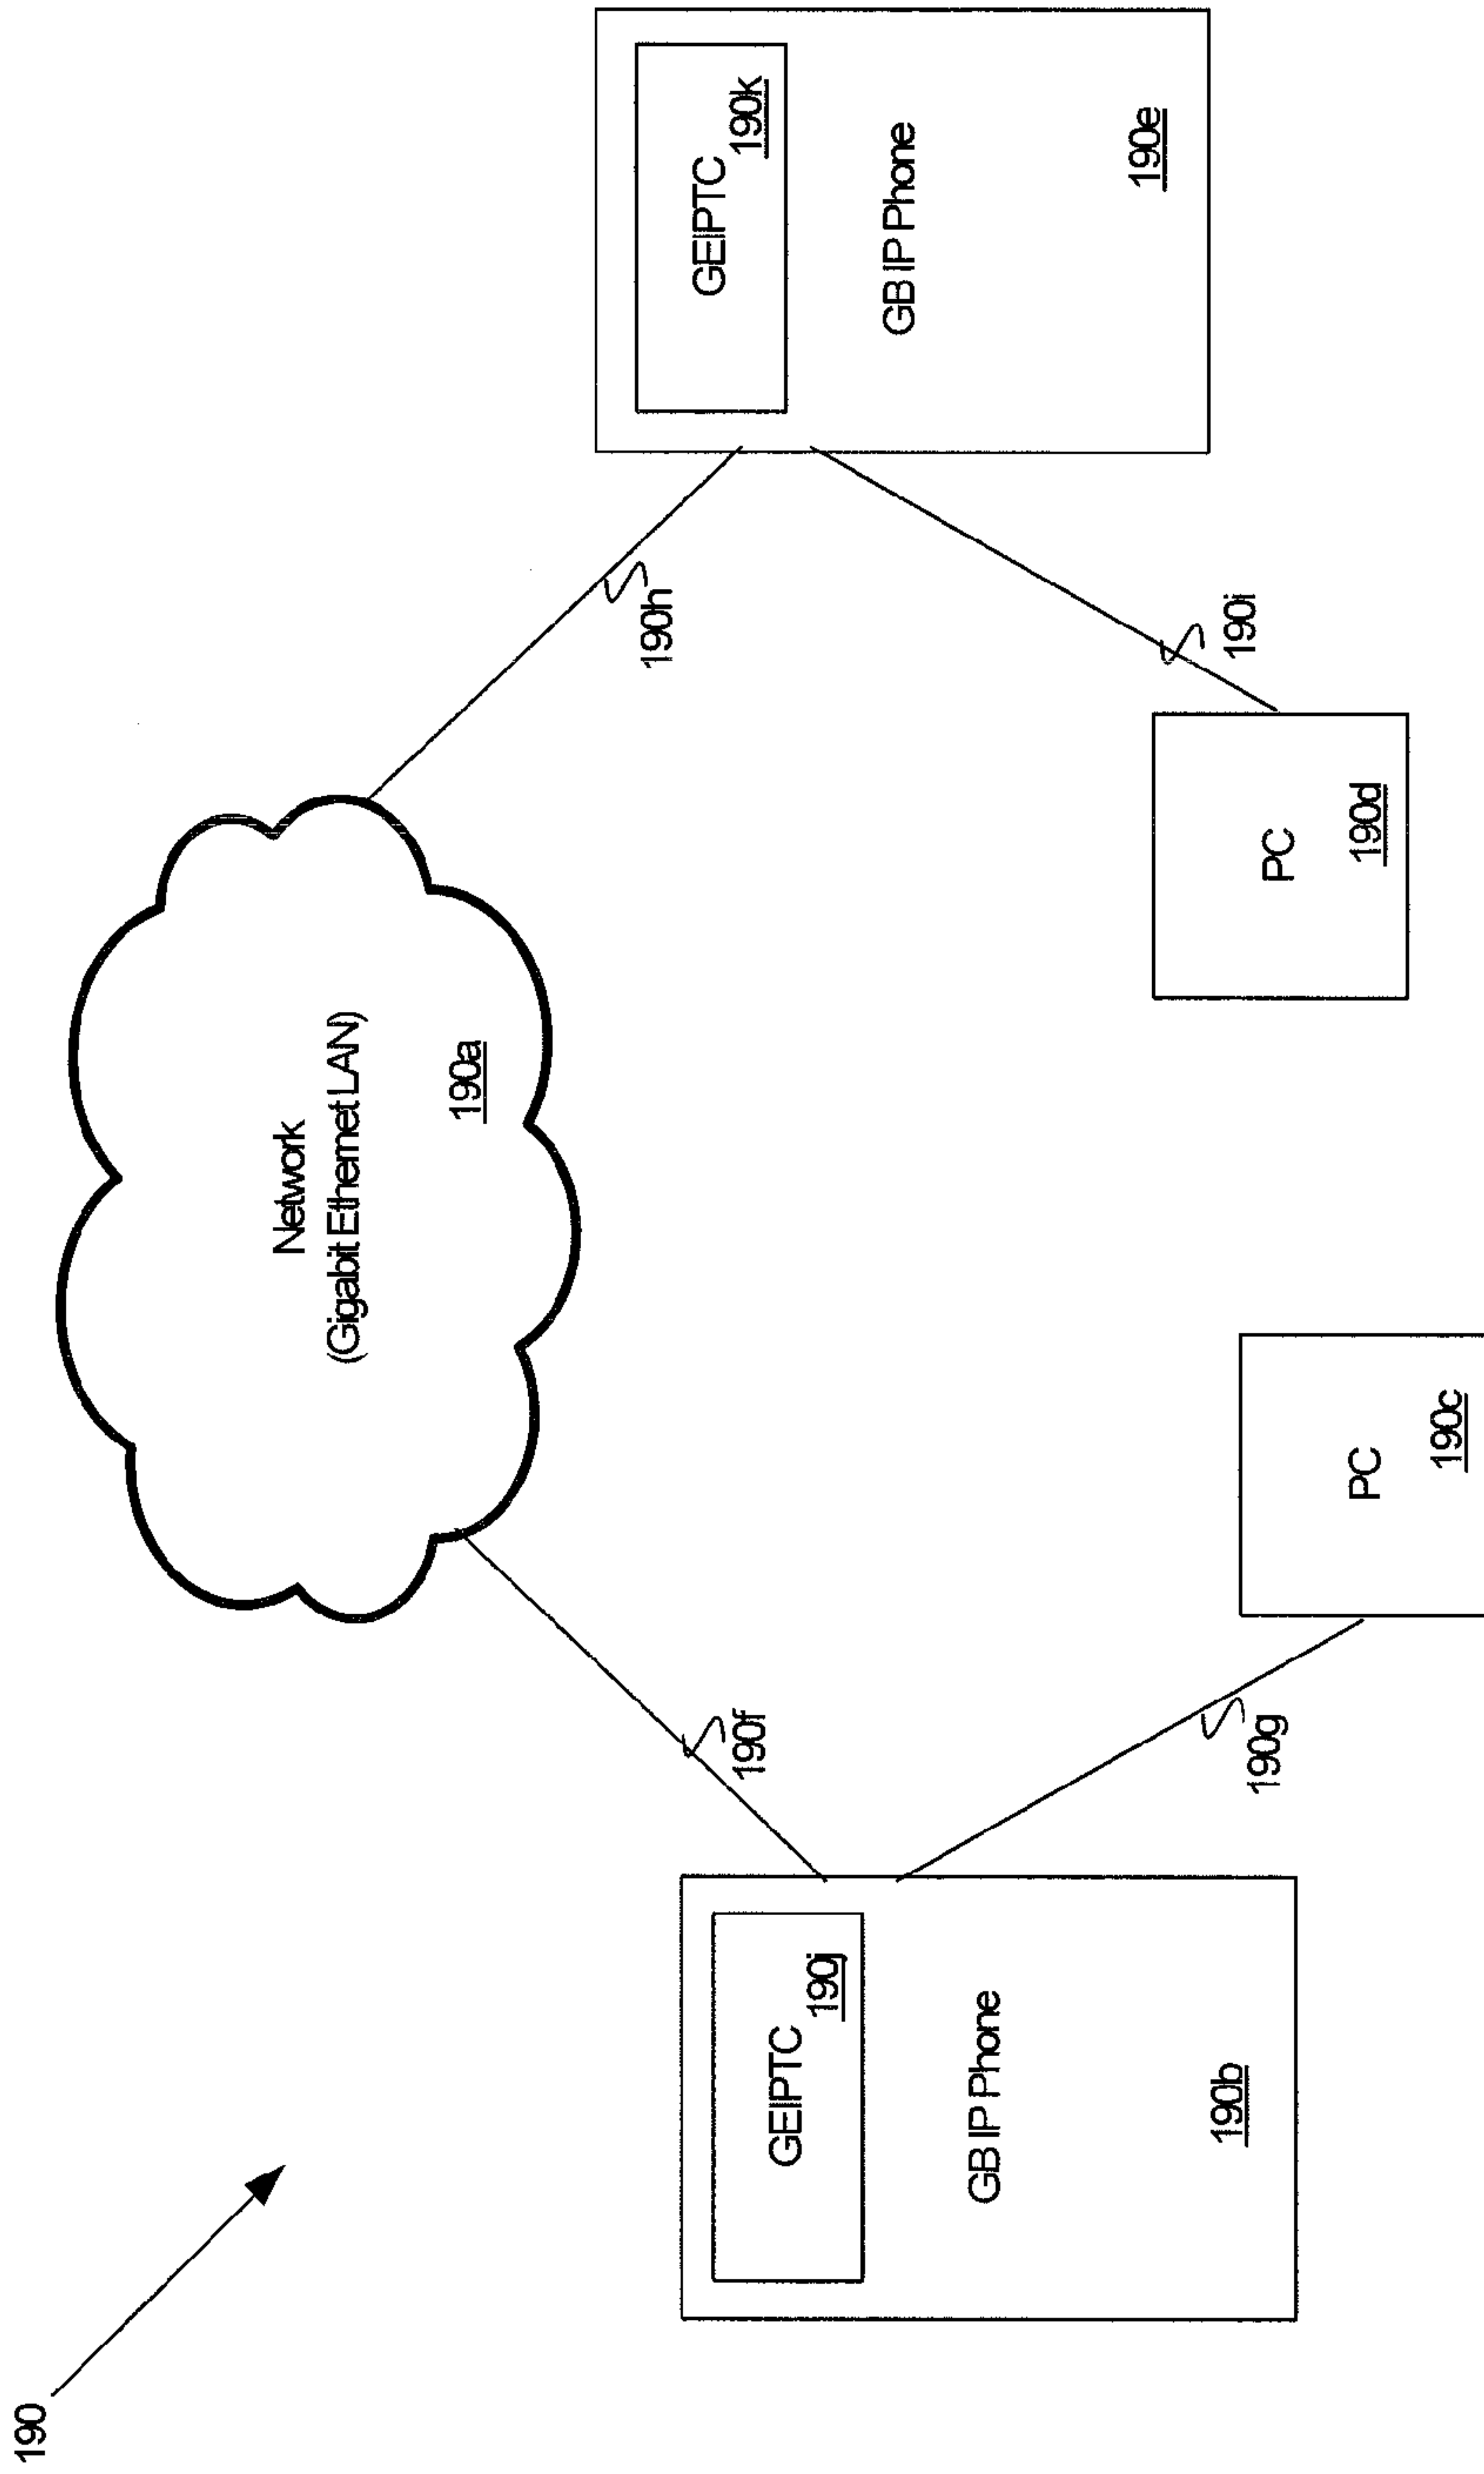 190
Network
(Gigabit Ethernet LAN)
190a
190f
190h
GEIPTC
190j
GB IP Phone
190b
GEIPTC
190k
GB IP Phone
190e
190g
190i
PC
190c
PC
190d